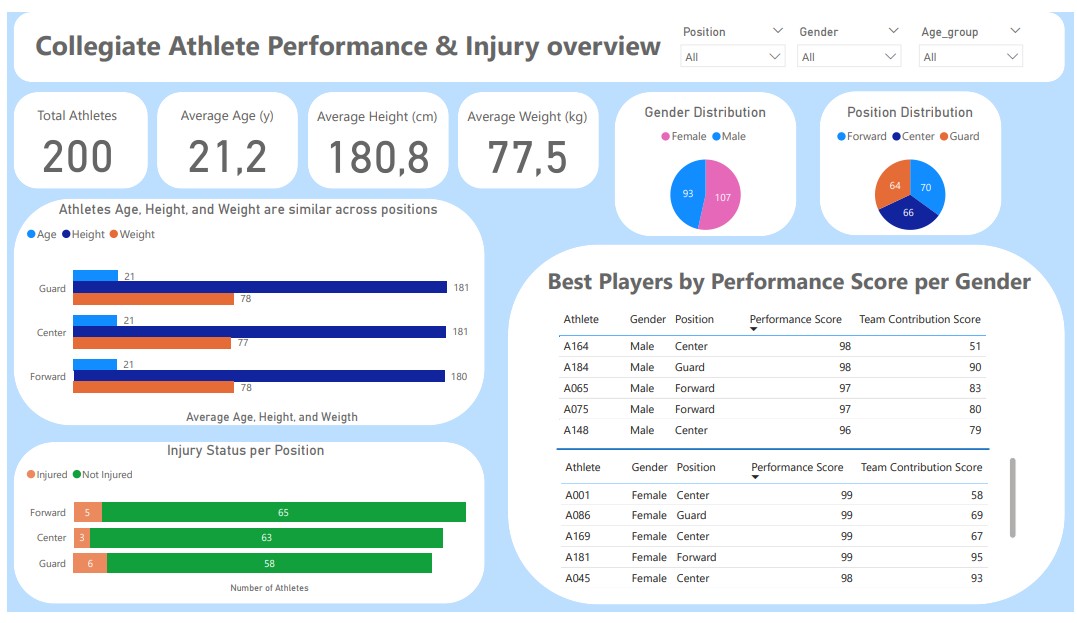 Collegiate Athlete Performance & Injury overview
Position
All
Gender
All
Age_group
All
Total Athletes
200
Average Age (y)
21,2
Average Height (cm)
180,8
Average Weight (kg)
77,5
Gender Distribution
Female Male
93
107
Position Distribution
Forward Center Guard
64
70
66
Athletes Age, Height, and Weight are similar across positions
Age Height Weight
21
Guard 181
78
21
Center 181
77
21
Forward 180
78
Average Age, Height, and Weigth
Injury Status per Position
Injured Not Injured
Forward 5 65
Center 3 63
Guard 6 58
Number of Athletes
Best Players by Performance Score per Gender
Athlete Gender Position Performance Score Team Contribution Score
A164 Male Center 98 51
A184 Male Guard 98 90
A065 Male Forward 97 83
A075 Male Forward 97 80
A148 Male Center 96 79
Athlete Gender Position Performance Score Team Contribution Score
A001 Female Center 99 58
A086 Female Guard 99 69
A169 Female Center 99 67
A181 Female Forward 99 95
A045 Female Center 98 93